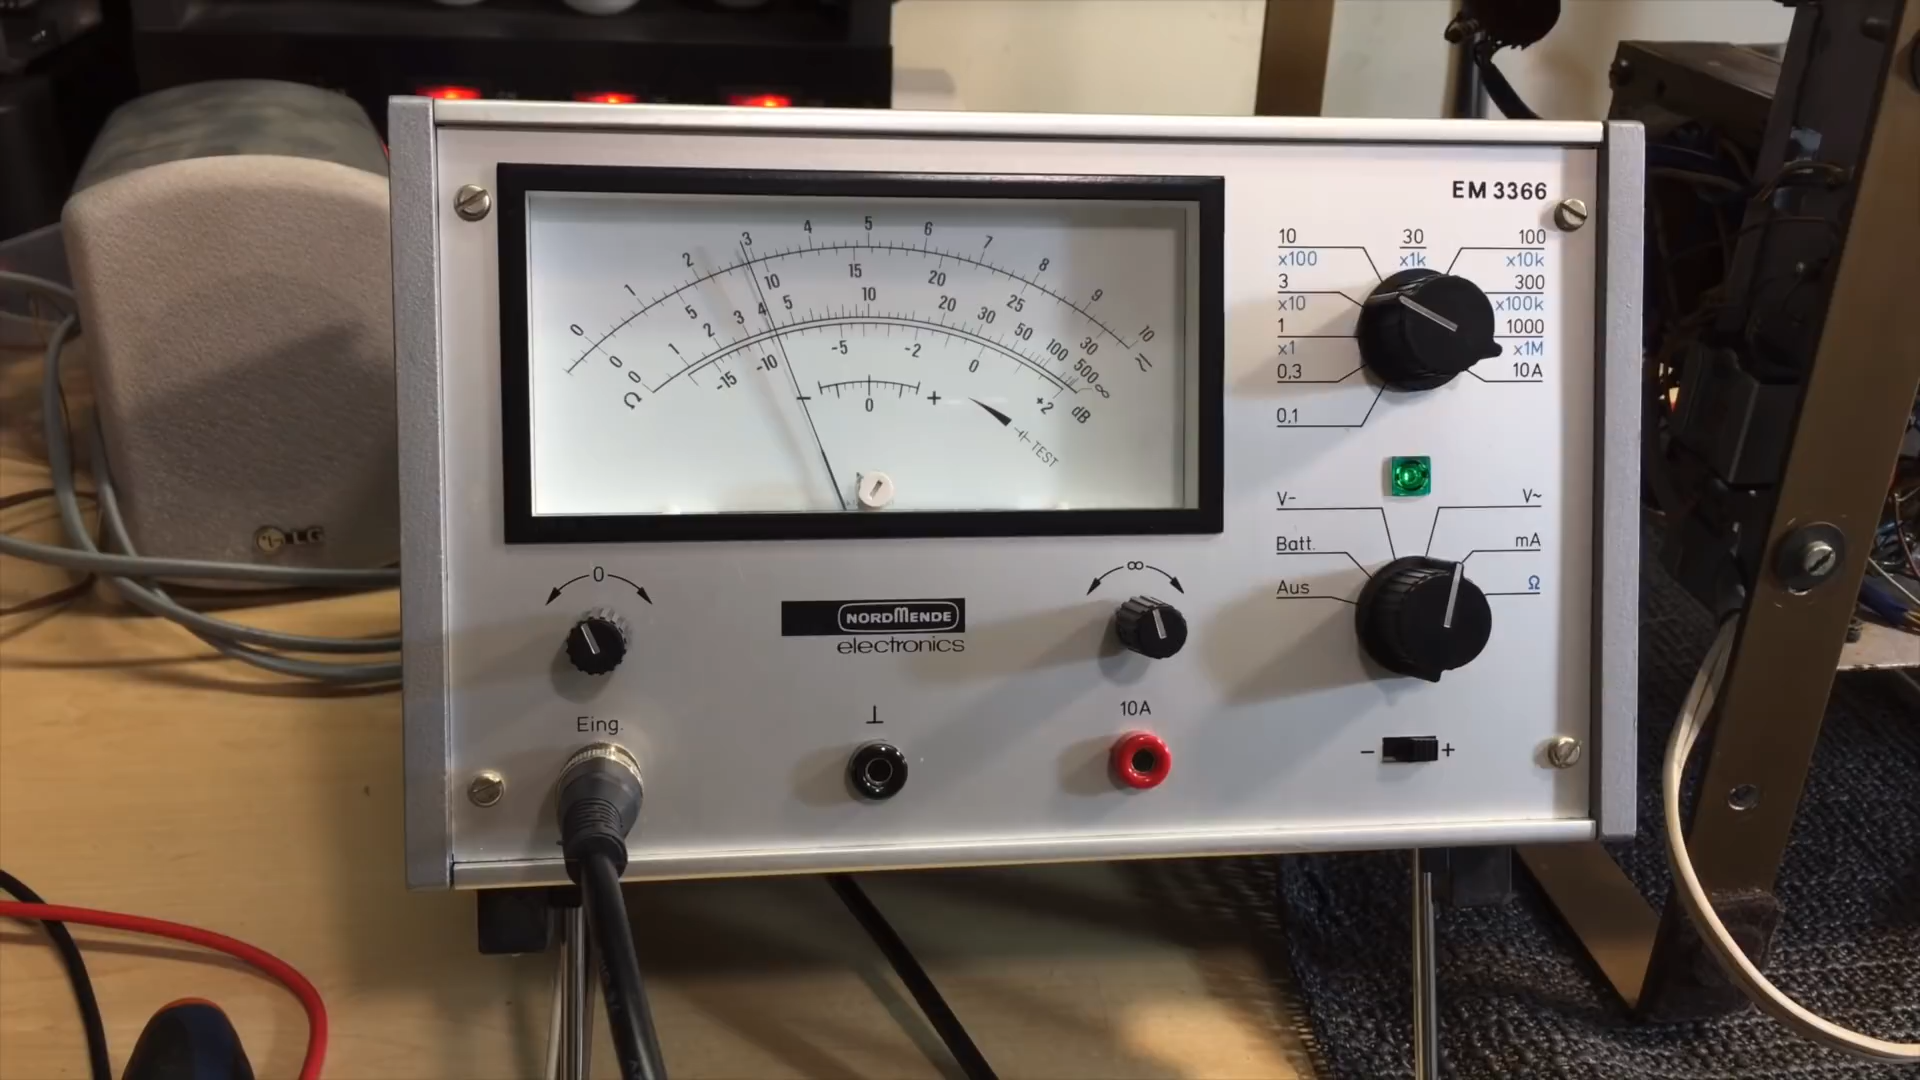 EM 3366
0 1 2 3 4 5 6 7 8 9 10
0 5 10 15 20 25 30
Ω 0 1 2 3 4 5 10 20 30 50 100 500 ∞
-15 -10 -5 -2 0 +2 dB
- 0 +
TEST
10 30 100
x100 x1k x10k
3 300
x10 x100k
1 1000
x1 x1M
0,3 10A
0,1
V- V~
Batt. mA
Aus Ω
0 ∞
NORDMENDE
electronics
Eing. ⊥ 10A
- +
LG